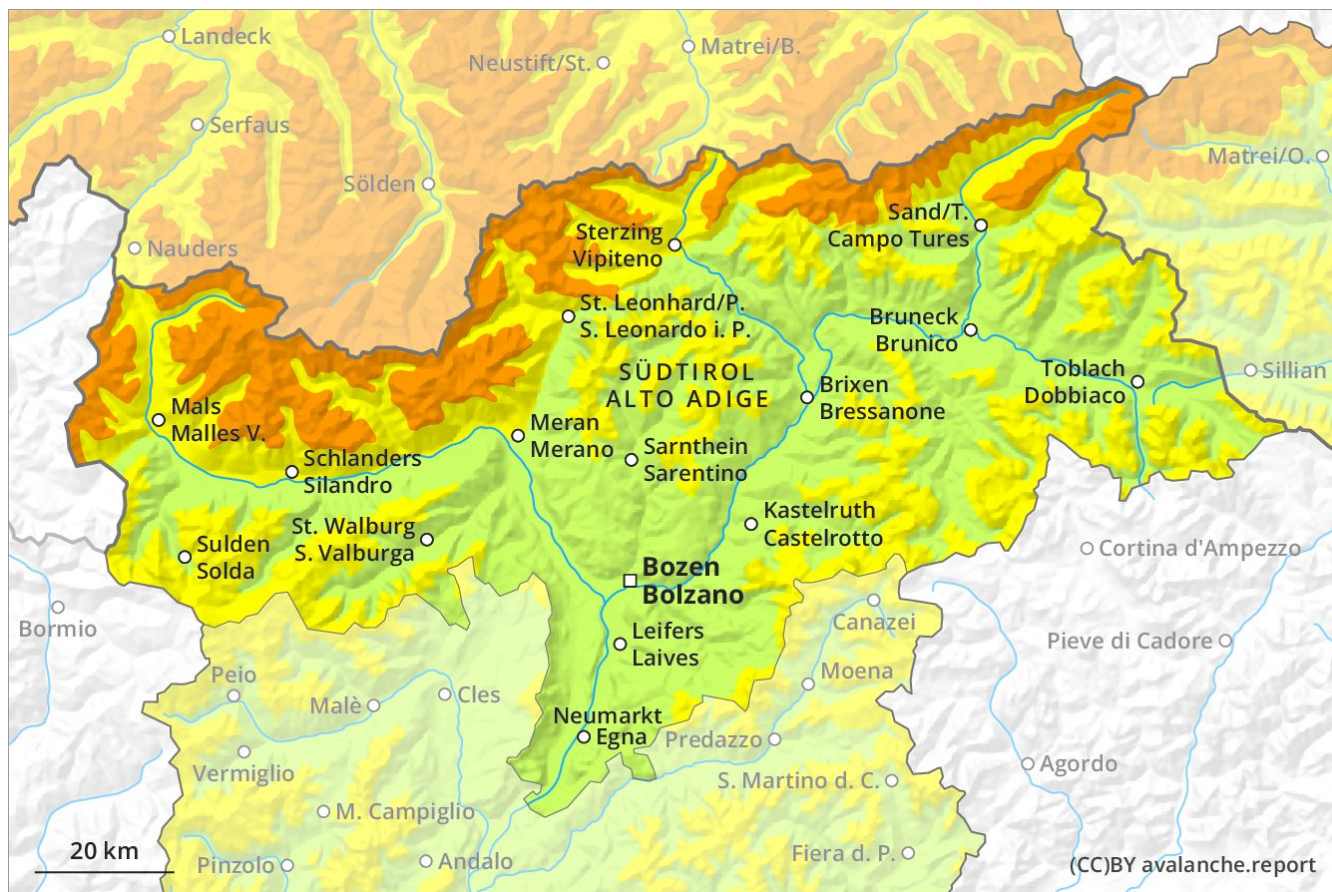 Landeck
Matrei/B.
Neustift/St.
Serfaus
Matrei/O.
Sölden
Sand/T.
Campo Tures
Sterzing
Vipiteno
Nauders
St. Leonhard/P.
S. Leonardo i. P.
Bruneck
Brunico
Toblach
Dobbiaco
Sillian
SÜDTIROL
ALTO ADIGE
Brixen
Bressanone
Mals
Malles V.
Meran
Merano
Sarnthein
Sarentino
Schlanders
Silandro
Kastelruth
Castelrotto
St. Walburg
S. Valburga
Sulden
Solda
Cortina d'Ampezzo
Bozen
Bolzano
Bormio
Canazei
Leifers
Laives
Pieve di Cadore
Peio
Moena
Malè
Cles
Neumarkt
Egna
Predazzo
Vermiglio
Agordo
S. Martino d. C.
M. Campiglio
20 km
Pinzolo
Andalo
Fiera d. P.
(CC)BY avalanche.report